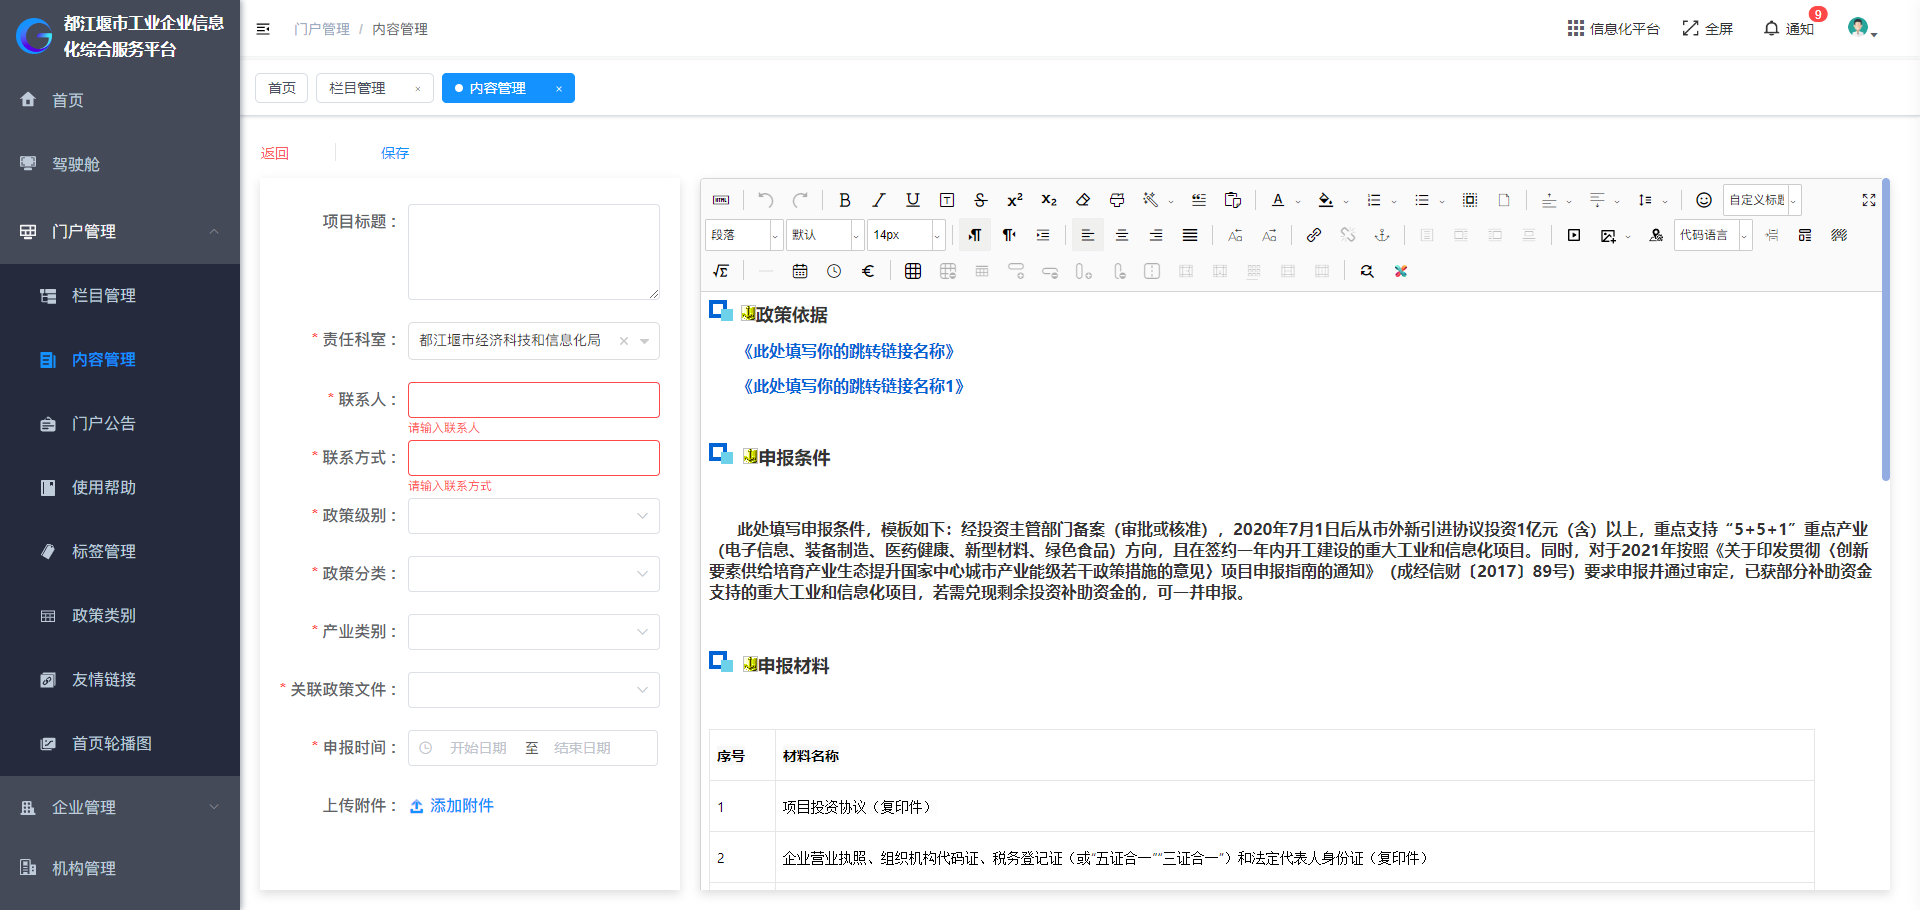 都江堰市工业企业信息
化综合服务平台
首页
驾驶舱
门户管理
栏目管理
内容管理
门户公告
使用帮助
标签管理
政策类别
友情链接
首页轮播图
企业管理
机构管理
门户管理 / 内容管理
信息化平台
全屏
通知
9
首页
栏目管理 ×
内容管理 ×
返回
保存
项目标题：
* 责任科室： 都江堰市经济科技和信息化局
* 联系人：
请输入联系人
* 联系方式：
请输入联系方式
* 政策级别：
* 政策分类：
* 产业类别：
* 关联政策文件：
* 申报时间： 开始日期 至 结束日期
上传附件： 添加附件
HTML
自定义标题
段落
默认
14px
代码语言
政策依据
《此处填写你的跳转链接名称》
《此处填写你的跳转链接名称1》
申报条件
此处填写申报条件，模板如下：经投资主管部门备案（审批或核准），2020年7月1日后从市外新引进协议投资1亿元（含）以上，重点支持“5+5+1”重点产业
（电子信息、装备制造、医药健康、新型材料、绿色食品）方向，且在签约一年内开工建设的重大工业和信息化项目。同时，对于2021年按照《关于印发贯彻〈创新
要素供给培育产业生态提升国家中心城市产业能级若干政策措施的意见〉项目申报指南的通知》（成经信财〔2017〕89号）要求申报并通过审定，已获部分补助资金
支持的重大工业和信息化项目，若需兑现剩余投资补助资金的，可一并申报。
申报材料
序号 材料名称
1 项目投资协议（复印件）
2 企业营业执照、组织机构代码证、税务登记证（或“五证合一”“三证合一”）和法定代表人身份证（复印件）